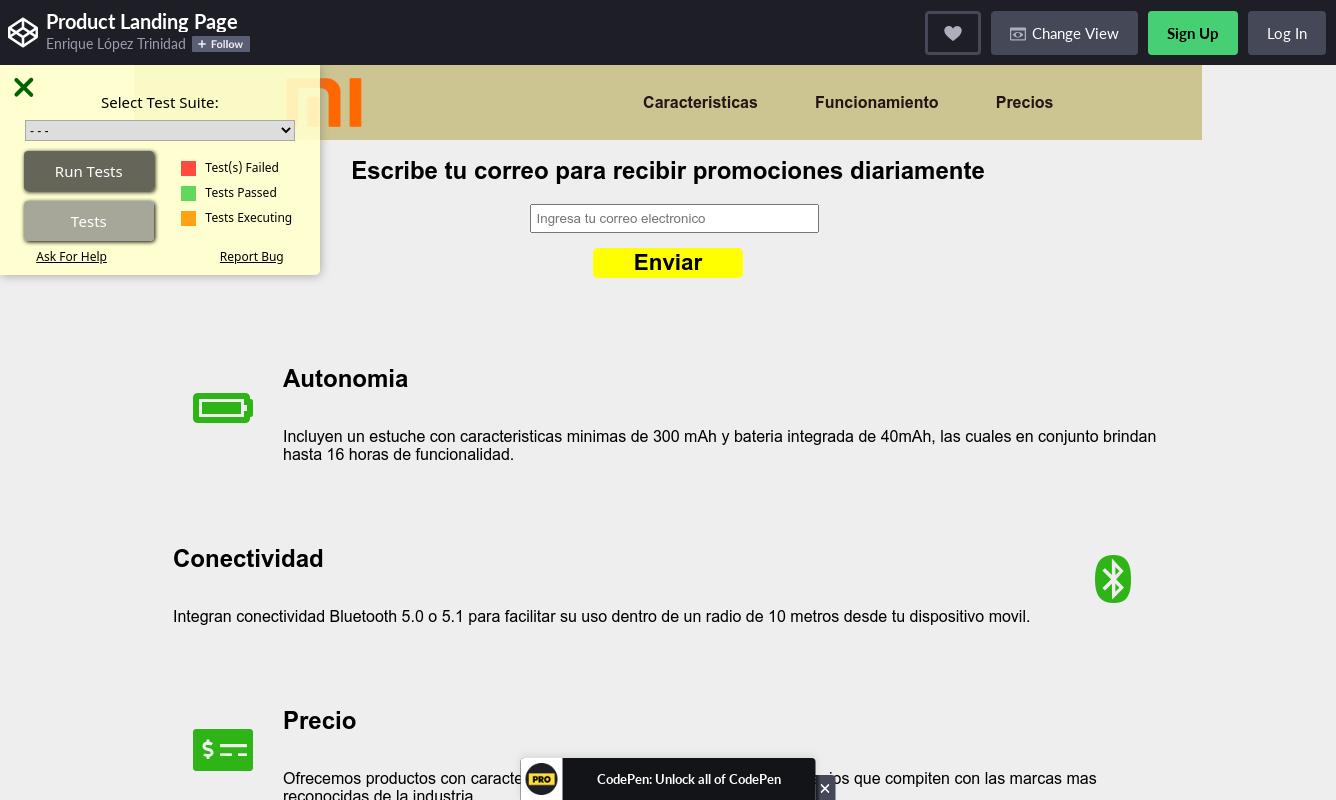 Product Landing Page
Enrique López Trinidad
+ Follow
Change View
Sign Up
Log In
Select Test Suite:
- - -
Run Tests
Tests
Test(s) Failed
Tests Passed
Tests Executing
Ask For Help
Report Bug
Caracteristicas
Funcionamiento
Precios
Escribe tu correo para recibir promociones diariamente
Ingresa tu correo electronico
Enviar
Autonomia
Incluyen un estuche con caracteristicas minimas de 300 mAh y bateria integrada de 40mAh, las cuales en conjunto brindan
hasta 16 horas de funcionalidad.
Conectividad
Integran conectividad Bluetooth 5.0 o 5.1 para facilitar su uso dentro de un radio de 10 metros desde tu dispositivo movil.
Precio
Ofrecemos productos con
que compiten con las marcas mas
reconocidas de la industria
PRO
CodePen: Unlock all of CodePen
×